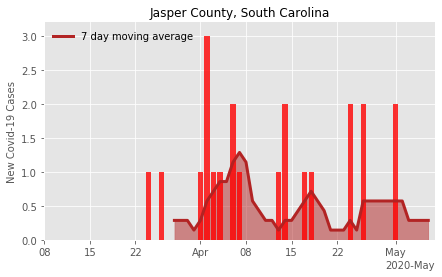 Jasper County, South Carolina
7 day moving average
New Covid-19 Cases
3.0
2.5
2.0
1.5
1.0
0.5
0.0
08 15 22 Apr 08 15 22 May
2020-May